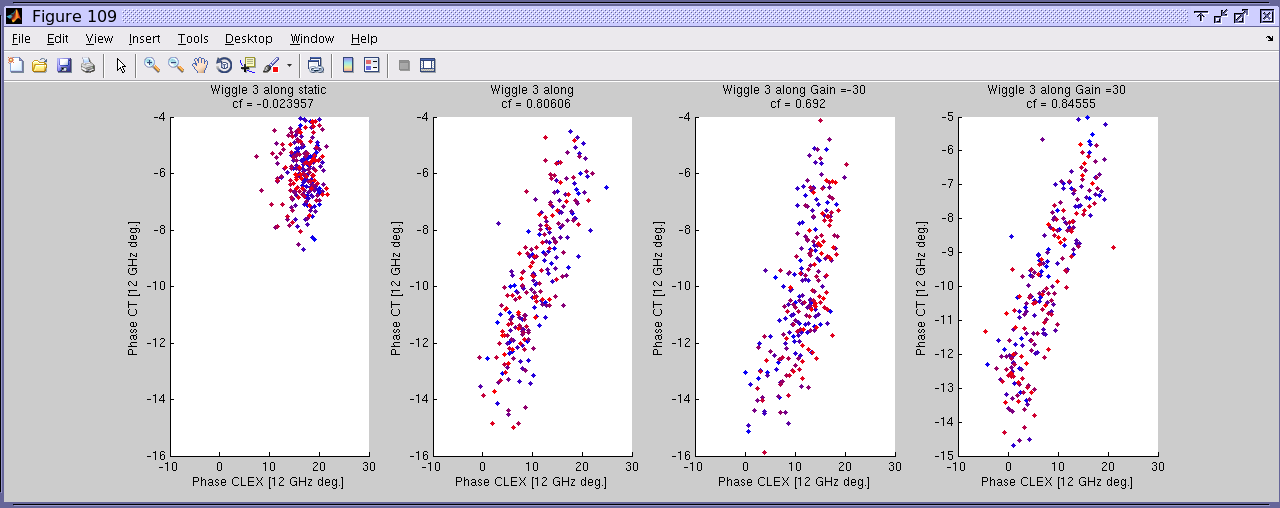 Figure 109
File Edit View Insert Tools Desktop Window Help
Wiggle 3 along static
cf = -0.023957
Wiggle 3 along
cf = 0.80606
Wiggle 3 along Gain =-30
cf = 0.692
Wiggle 3 along Gain =30
cf = 0.84555
-4
-6
-8
-10
-12
-14
-16
Phase CT [12 GHz deg.]
-10 0 10 20 30
Phase CLEX [12 GHz deg.]
-4
-6
-8
-10
-12
-14
-16
Phase CT [12 GHz deg.]
-10 0 10 20 30
Phase CLEX [12 GHz deg.]
-4
-6
-8
-10
-12
-14
-16
Phase CT [12 GHz deg.]
-10 0 10 20 30
Phase CLEX [12 GHz deg.]
-5
-6
-7
-8
-9
-10
-11
-12
-13
-14
-15
Phase CT [12 GHz deg.]
-10 0 10 20 30
Phase CLEX [12 GHz deg.]